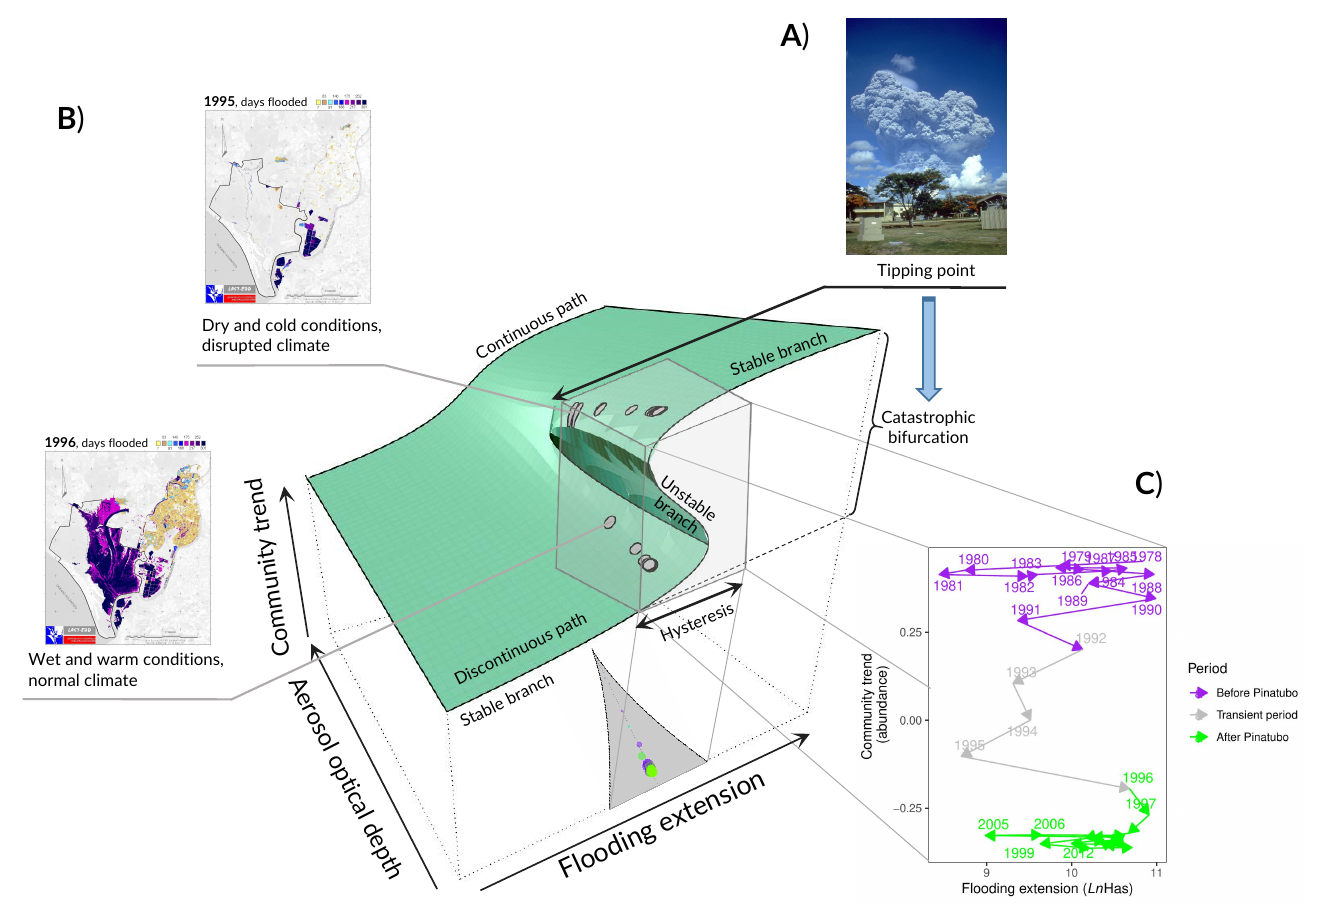 A)
B)
1995, days flooded
Tipping point
Dry and cold conditions,
disrupted climate
Continuous path
Stable branch
Catastrophic
bifurcation
1996, days flooded
C)
Unstable
branch
Community trend
Hysteresis
Discontinuous path
Stable branch
Wet and warm conditions,
normal climate
Aerosol optical depth
Flooding extension
1980
1983
1979
1985
1978
1981
1982
1986
1984
1988
1989
1990
1991
1992
1993
1994
1995
1996
1997
2005
2006
1999
2012
0.25
0.00
−0.25
Community trend
(abundance)
9
10
11
Flooding extension (LnHas)
Period
Before Pinatubo
Transient period
After Pinatubo